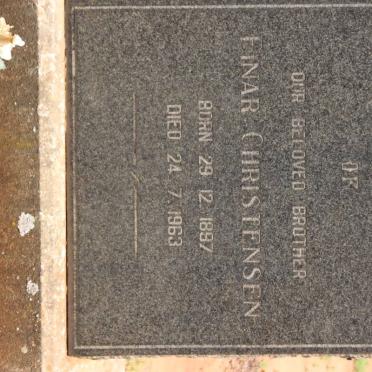 OF
OUR BELOVED BROTHER
EINAR CHRISTENSEN
BORN 29. 12. 1897
DIED 24. 7. 1963